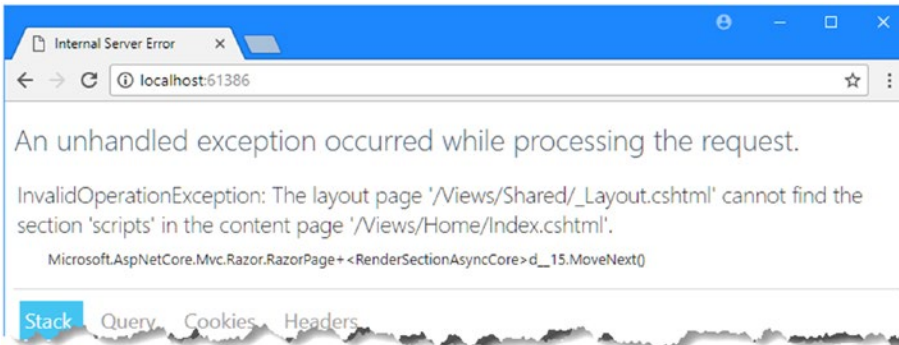 Internal Server Error
localhost:61386
An unhandled exception occurred while processing the request.
InvalidOperationException: The layout page '/Views/Shared/_Layout.cshtml' cannot find the
section 'scripts' in the content page '/Views/Home/Index.cshtml'.
Microsoft.AspNetCore.Mvc.Razor.RazorPage+<RenderSectionAsyncCore>d__15.MoveNext()
Stack Query Cookies Headers